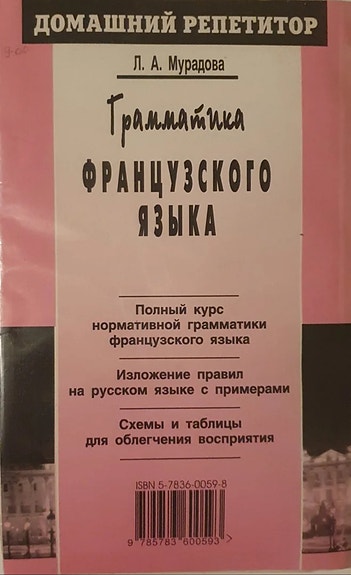 ДОМАШНИЙ РЕПЕТИТОР
Л. А. Мурадова
Грамматика
ФРАНЦУЗСКОГО
ЯЗЫКА
Полный курс
нормативной грамматики
французского языка
Изложение правил
на русском языке с примерами
Схемы и таблицы
для облегчения восприятия
ISBN 5-7836-0059-8
9 785783 600593 >